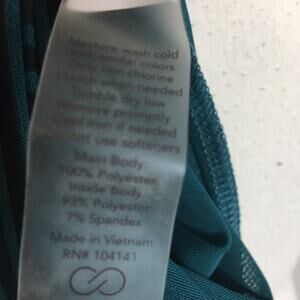 Machine wash cold
with similar colors
Only non chlorine
bleach when needed
Tumble dry low
Remove promptly
Cool iron if needed
not use softeners
Main Body:
100% Polyester
Inside Body:
93% Polyester
7% Spandex
Made in Vietnam
RN# 104141